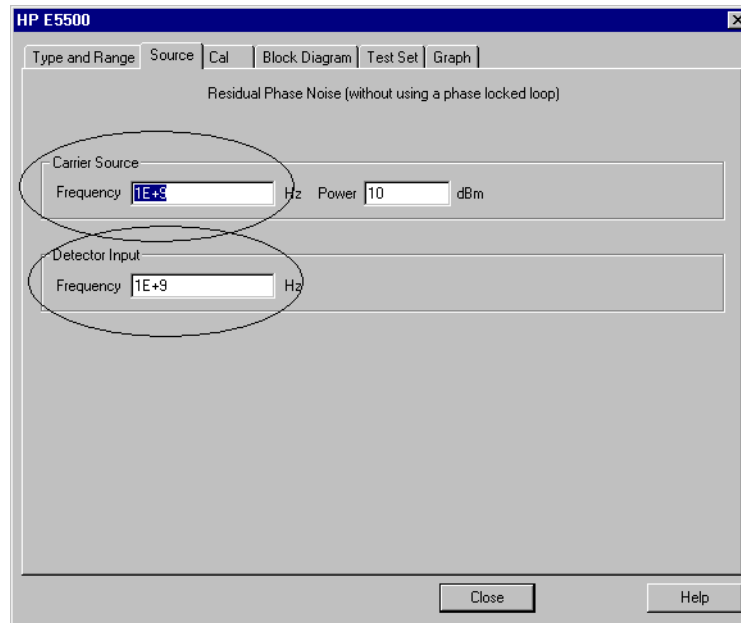 HP E5500
Type and Range Source Cal Block Diagram Test Set Graph
Residual Phase Noise (without using a phase locked loop)
Carrier Source
Frequency 1E+9 Hz Power 10 dBm
Detector Input
Frequency 1E+9 Hz
Close Help